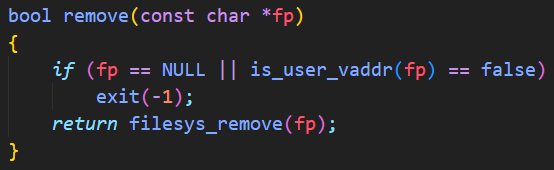 bool remove(const char *fp)
{
    if (fp == NULL || is_user_vaddr(fp) == false)
        exit(-1);
    return filesys_remove(fp);
}